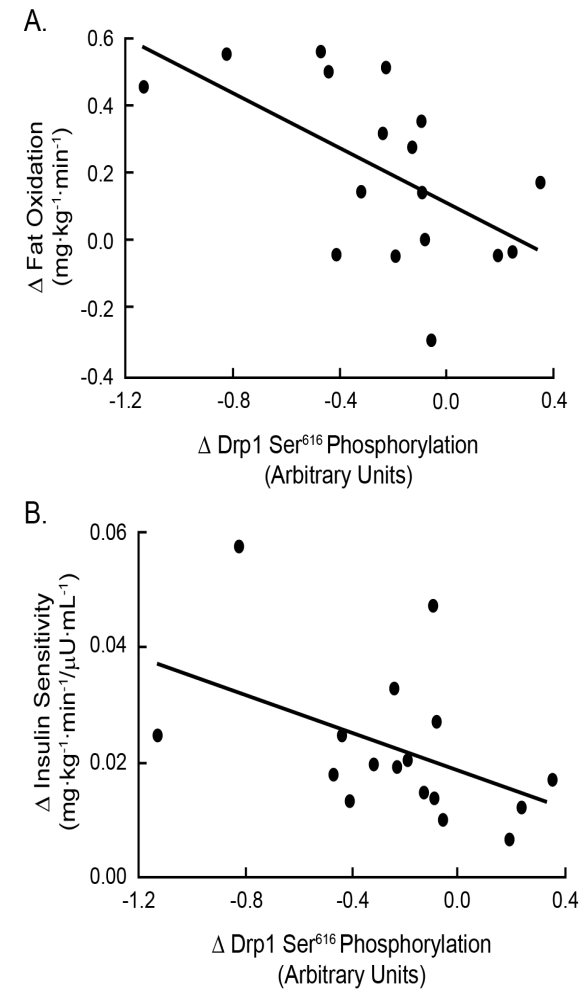 A.
0.6
0.4
0.2
0.0
-0.2
-0.4
Δ Fat Oxidation
(mg·kg⁻¹·min⁻¹)
-1.2 -0.8 -0.4 0.0 0.4
Δ Drp1 Ser⁶¹⁶ Phosphorylation
(Arbitrary Units)
B.
0.06
0.04
0.02
0.00
Δ Insulin Sensitivity
(mg·kg⁻¹·min⁻¹/μU·mL⁻¹)
-1.2 -0.8 -0.4 0.0 0.4
Δ Drp1 Ser⁶¹⁶ Phosphorylation
(Arbitrary Units)